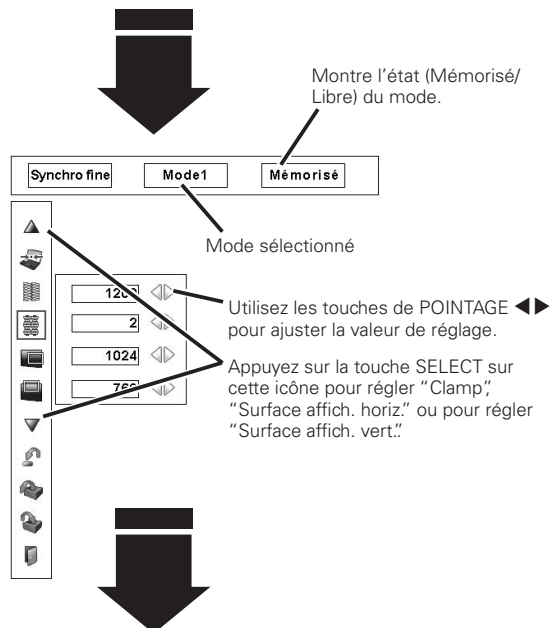 Montre l'état (Mémorisé/
Libre) du mode.
Synchro fine
Mode1
Mémorisé
Mode sélectionné
2
1024
Utilisez les touches de POINTAGE ◀▶
pour ajuster la valeur de réglage.
Appuyez sur la touche SELECT sur
cette icône pour régler “Clamp”,
“Surface affich. horiz.” ou pour régler
“Surface affich. vert.”.